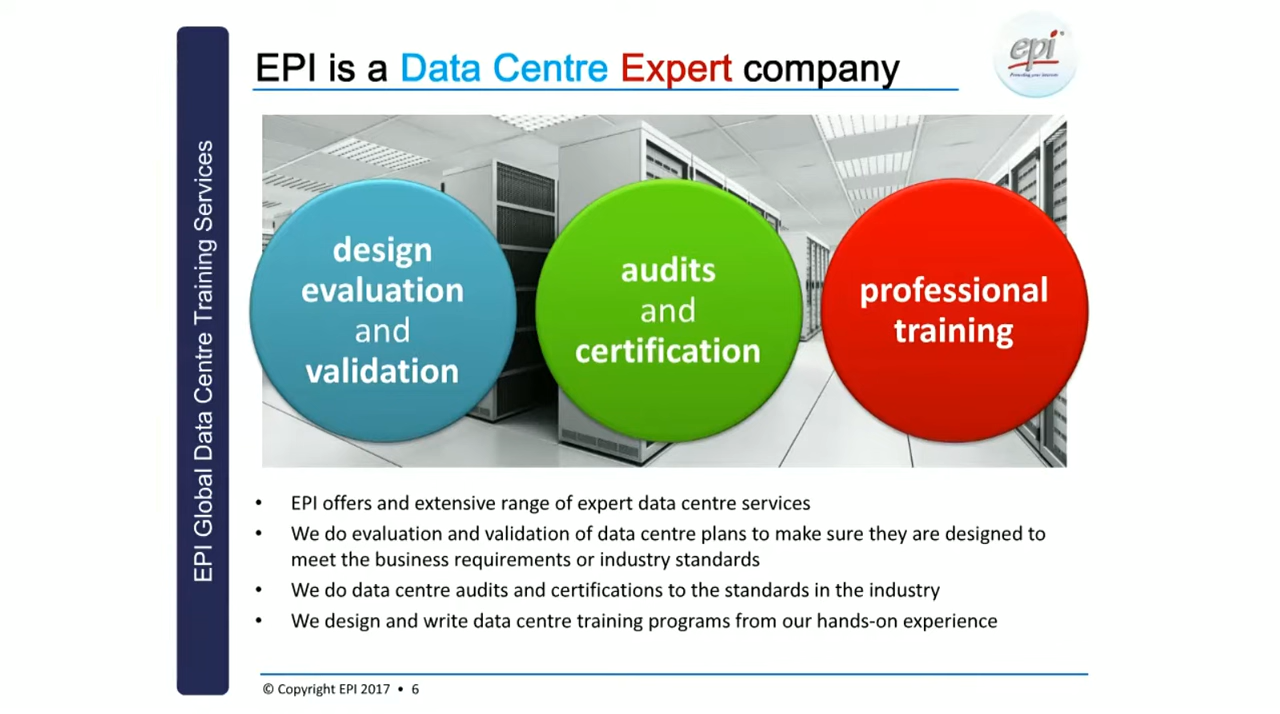 EPI is a Data Centre Expert company
epi
Promoting your interests
EPI Global Data Centre Training Services
design
evaluation
and
validation
audits
and
certification
professional
training
• EPI offers and extensive range of expert data centre services
• We do evaluation and validation of data centre plans to make sure they are designed to
meet the business requirements or industry standards
• We do data centre audits and certifications to the standards in the industry
• We design and write data centre training programs from our hands-on experience
© Copyright EPI 2017 • 6